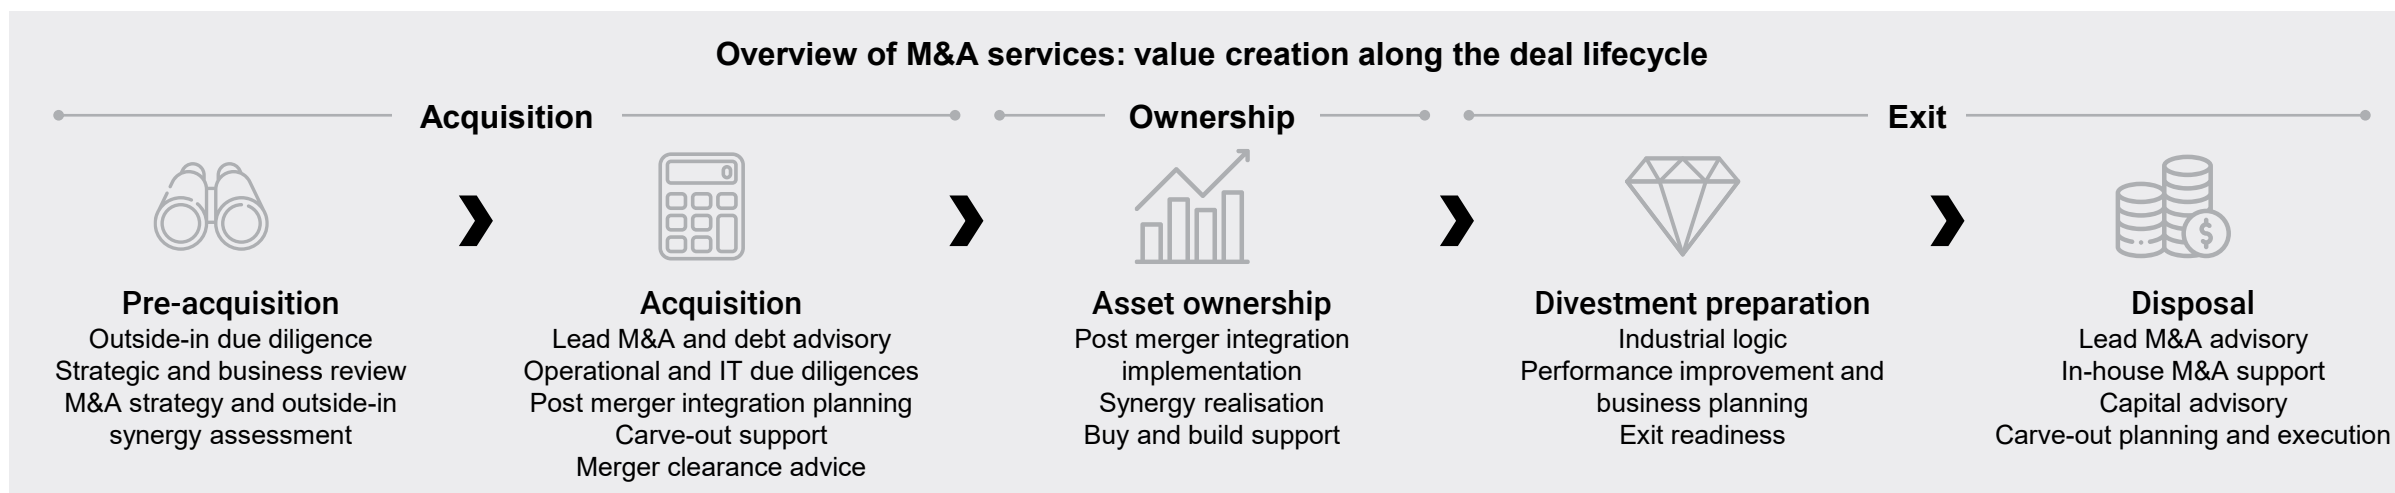 Overview of M&A services: value creation along the deal lifecycle
Acquisition
Ownership
Exit
0
$
Pre-acquisition
Outside-in due diligence
Strategic and business review
M&A strategy and outside-in
synergy assessment
Acquisition
Lead M&A and debt advisory
Operational and IT due diligences
Post merger integration planning
Carve-out support
Merger clearance advice
Asset ownership
Post merger integration
implementation
Synergy realisation
Buy and build support
Divestment preparation
Industrial logic
Performance improvement and
business planning
Exit readiness
Disposal
Lead M&A advisory
In-house M&A support
Capital advisory
Carve-out planning and execution